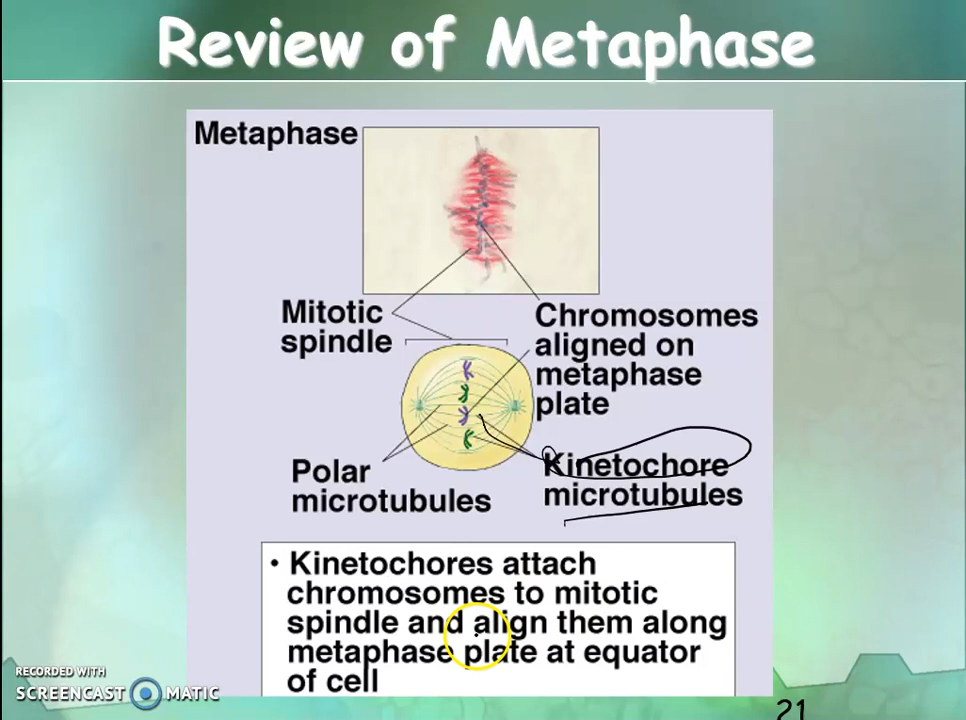 Review of Metaphase
Metaphase
Mitotic
spindle
Chromosomes
aligned on
metaphase
plate
Polar
microtubules
Kinetochore
microtubules
• Kinetochores attach
chromosomes to mitotic
spindle and align them along
metaphase plate at equator
of cell
RECORDED WITH
SCREENCAST MATIC
21